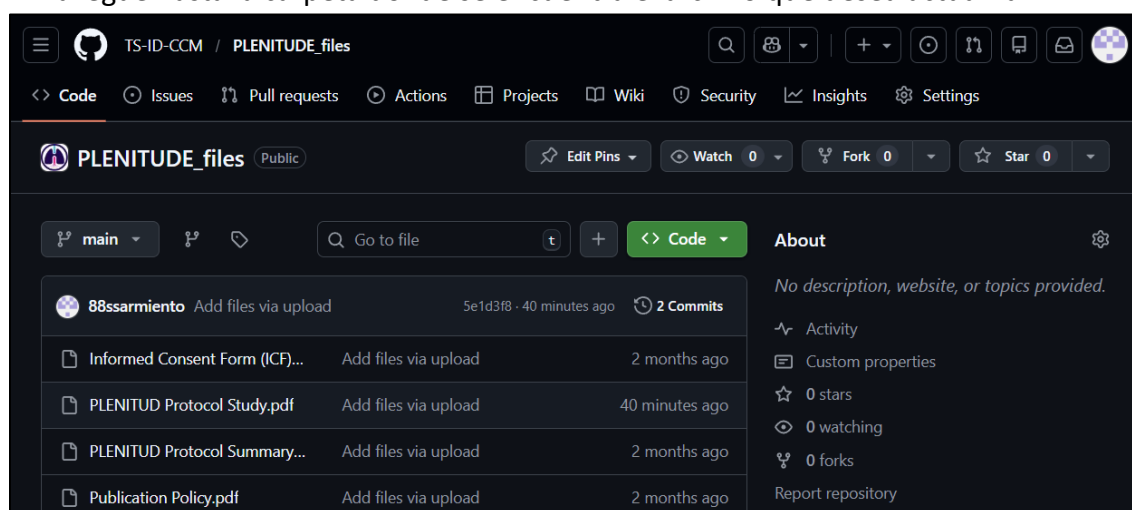 TS-ID-CCM / PLENITUDE_files
Code Issues Pull requests Actions Projects Wiki Security Insights Settings
PLENITUDE_files Public Edit Pins Watch 0 Fork 0 Star 0
main Go to file t Code
About
No description, website, or topics provided.
88ssarmiento Add files via upload 5e1d3f8 · 40 minutes ago 2 Commits
Activity
Informed Consent Form (ICF)... Add files via upload 2 months ago
Custom properties
PLENITUD Protocol Study.pdf Add files via upload 40 minutes ago
0 stars
0 watching
PLENITUD Protocol Summary... Add files via upload 2 months ago
0 forks
Publication Policy.pdf Add files via upload 2 months ago
Report repository